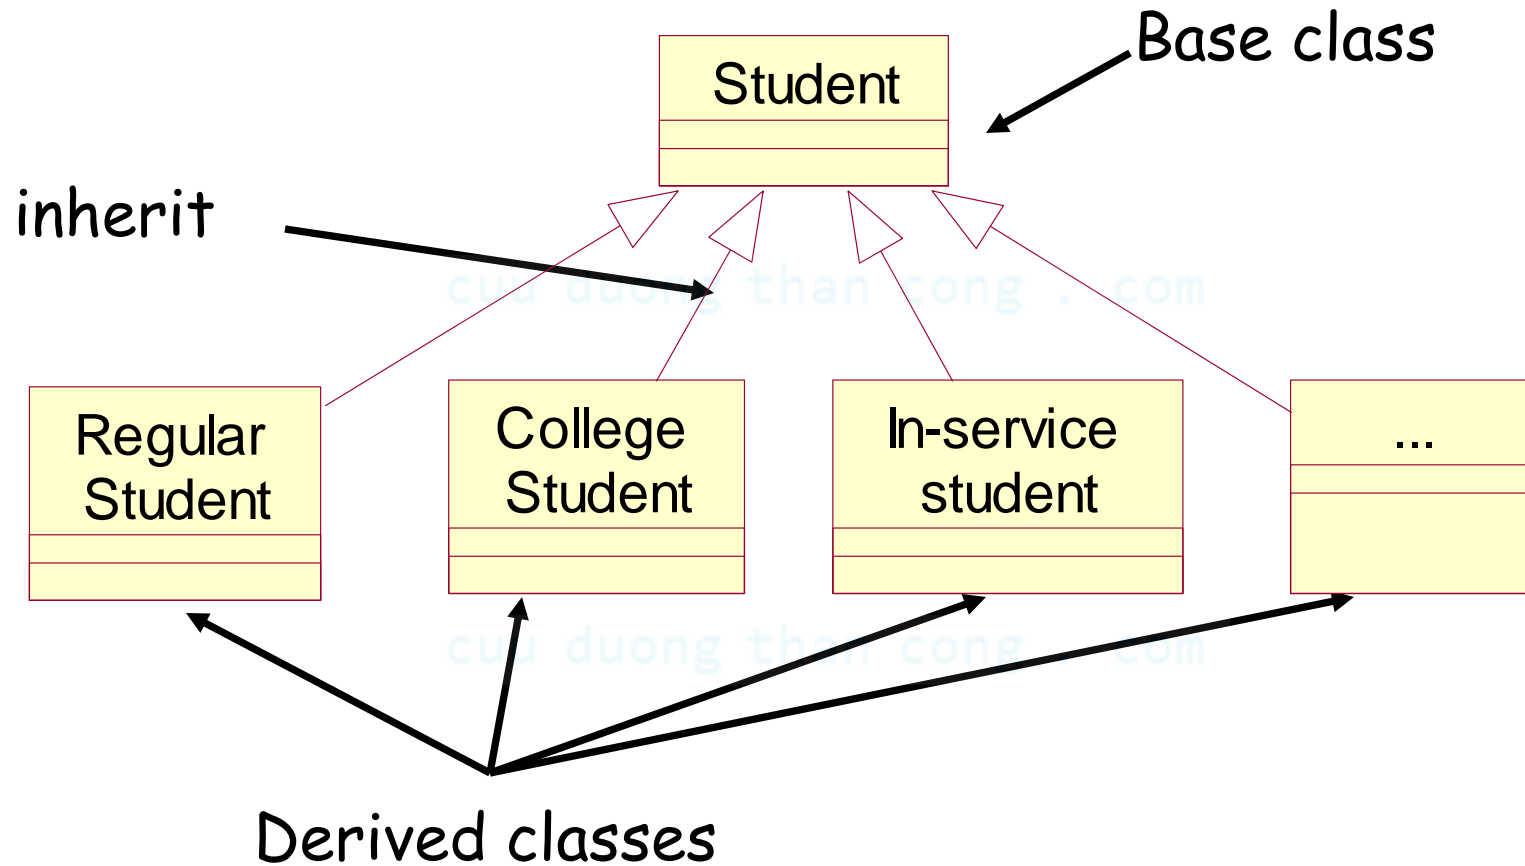 Base class
Student
inherit
cuu duong than cong . com
Regular
Student
College
Student
In-service
student
...
cuu duong than cong . com
Derived classes